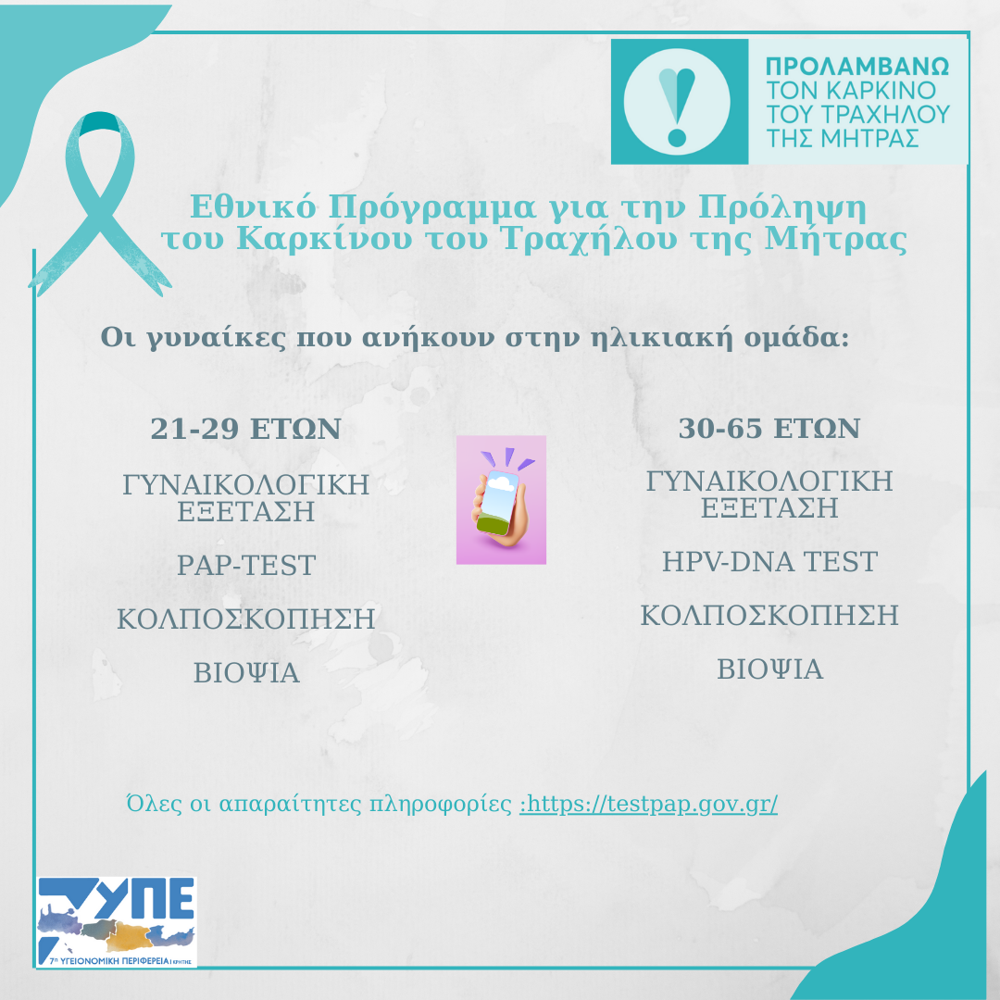 ΠΡΟΛΑΜΒΑΝΩ
ΤΟΝ ΚΑΡΚΙΝΟ
ΤΟΥ ΤΡΑΧΗΛΟΥ
ΤΗΣ ΜΗΤΡΑΣ
Εθνικό Πρόγραμμα για την Πρόληψη
του Καρκίνου του Τραχήλου της Μήτρας
Οι γυναίκες που ανήκουν στην ηλικιακή ομάδα:
21-29 ΕΤΩΝ
ΓΥΝΑΙΚΟΛΟΓΙΚΗ
ΕΞΕΤΑΣΗ
PAP-TEST
ΚΟΛΠΟΣΚΟΠΗΣΗ
ΒΙΟΨΙΑ
30-65 ΕΤΩΝ
ΓΥΝΑΙΚΟΛΟΓΙΚΗ
ΕΞΕΤΑΣΗ
HPV-DNA TEST
ΚΟΛΠΟΣΚΟΠΗΣΗ
ΒΙΟΨΙΑ
Όλες οι απαραίτητες πληροφορίες :https://testpap.gov.gr/
7 ΥΠΕ
7η ΥΓΕΙΟΝΟΜΙΚΗ ΠΕΡΙΦΕΡΕΙΑ | ΚΡΗΤΗΣ